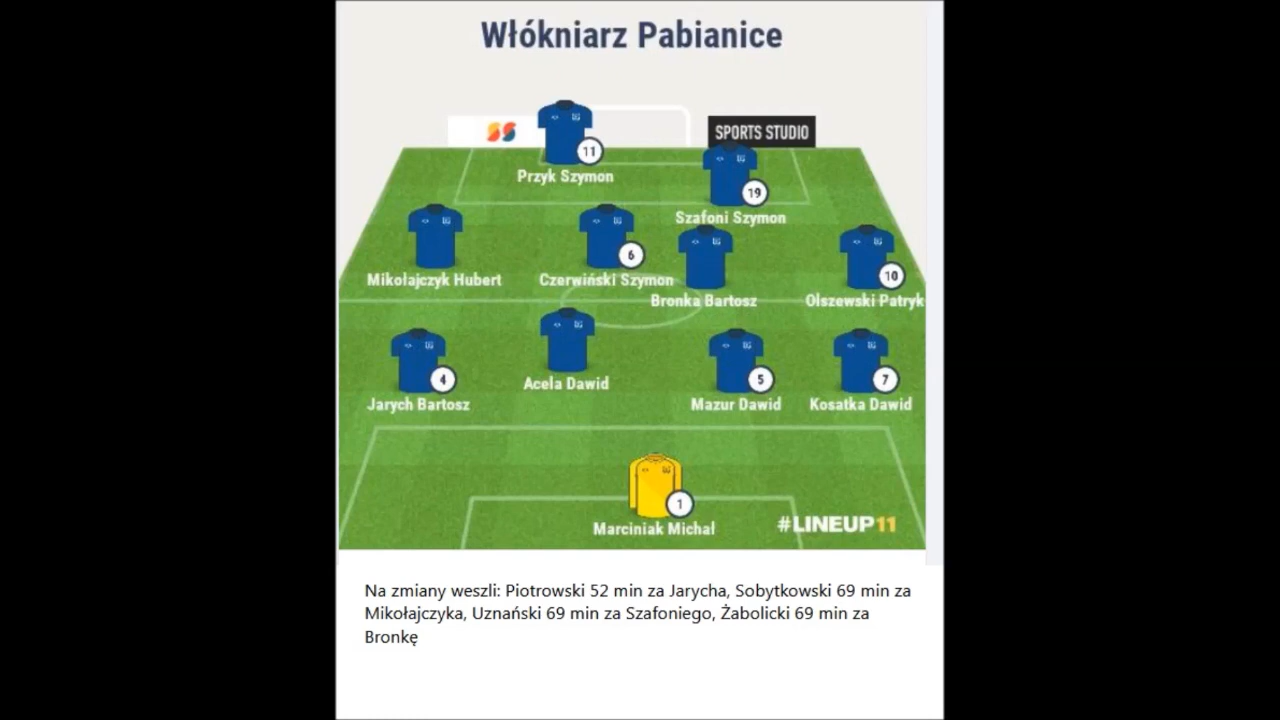 Włókniarz Pabianice
SPORTS STUDIO
11
Przyk Szymon
19
Szafoni Szymon
Mikołajczyk Hubert
6
Czerwiński Szymon
Bronka Bartosz
10
Olszewski Patryk
4
Jarych Bartosz
Acela Dawid
5
Mazur Dawid
7
Kosatka Dawid
1
Marciniak Michał
#LINEUP11
Na zmiany weszli: Piotrowski 52 min za Jarycha, Sobytkowski 69 min za
Mikołajczyka, Uznański 69 min za Szafoniego, Żabolicki 69 min za
Bronkę